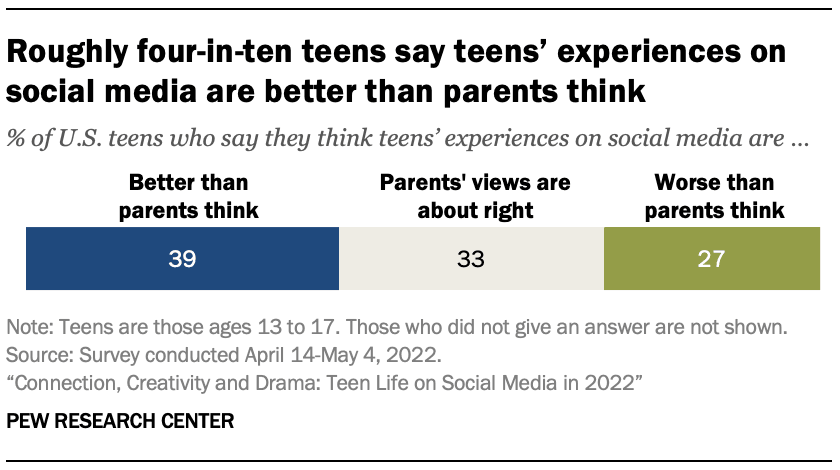 Roughly four-in-ten teens say teens’ experiences on
social media are better than parents think
% of U.S. teens who say they think teens’ experiences on social media are ...
Better than
parents think
Parents' views are
about right
Worse than
parents think
39
33
27
Note: Teens are those ages 13 to 17. Those who did not give an answer are not shown.
Source: Survey conducted April 14-May 4, 2022.
“Connection, Creativity and Drama: Teen Life on Social Media in 2022”
PEW RESEARCH CENTER